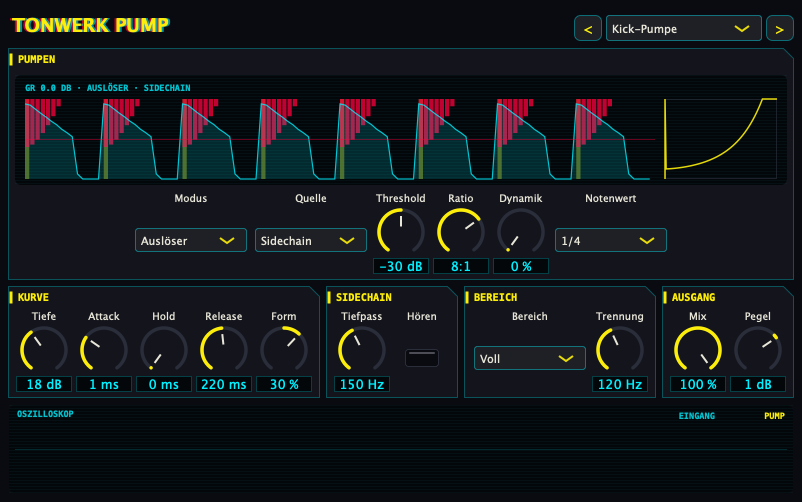 TONWERK PUMP
<
Kick-Pumpe
>
PUMPEN
GR 0.0 DB · AUSLÖSER · SIDECHAIN
Modus
Quelle
Threshold
Ratio
Dynamik
Notenwert
Auslöser
Sidechain
1/4
−30 dB
8:1
0 %
KURVE
SIDECHAIN
BEREICH
AUSGANG
Tiefe
Attack
Hold
Release
Form
Tiefpass
Hören
Bereich
Trennung
Mix
Pegel
Voll
18 dB
1 ms
0 ms
220 ms
30 %
150 Hz
120 Hz
100 %
1 dB
OSZILLOSKOP
EINGANG
PUMP